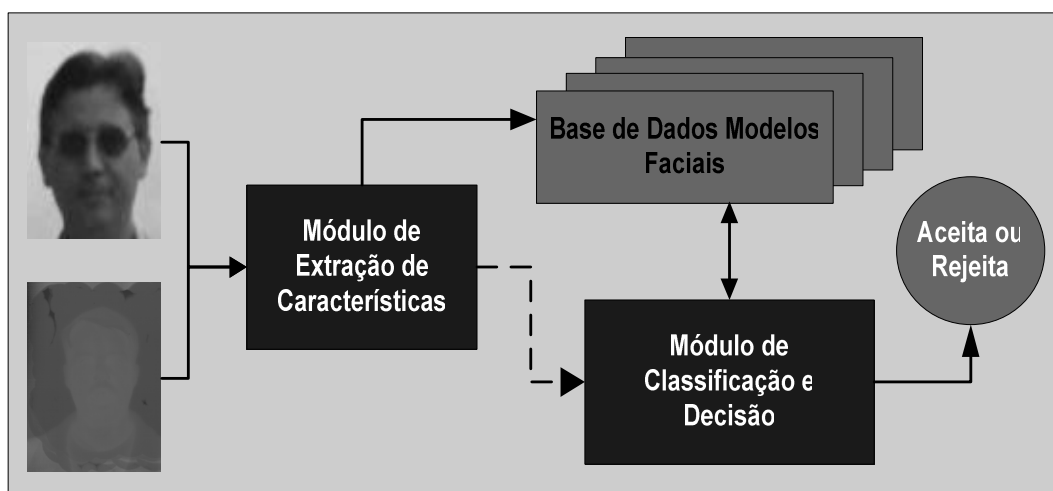 Base de Dados Modelos
Faciais
Módulo de
Extração de
Características
Aceita ou
Rejeita
Módulo de
Classificação e
Decisão